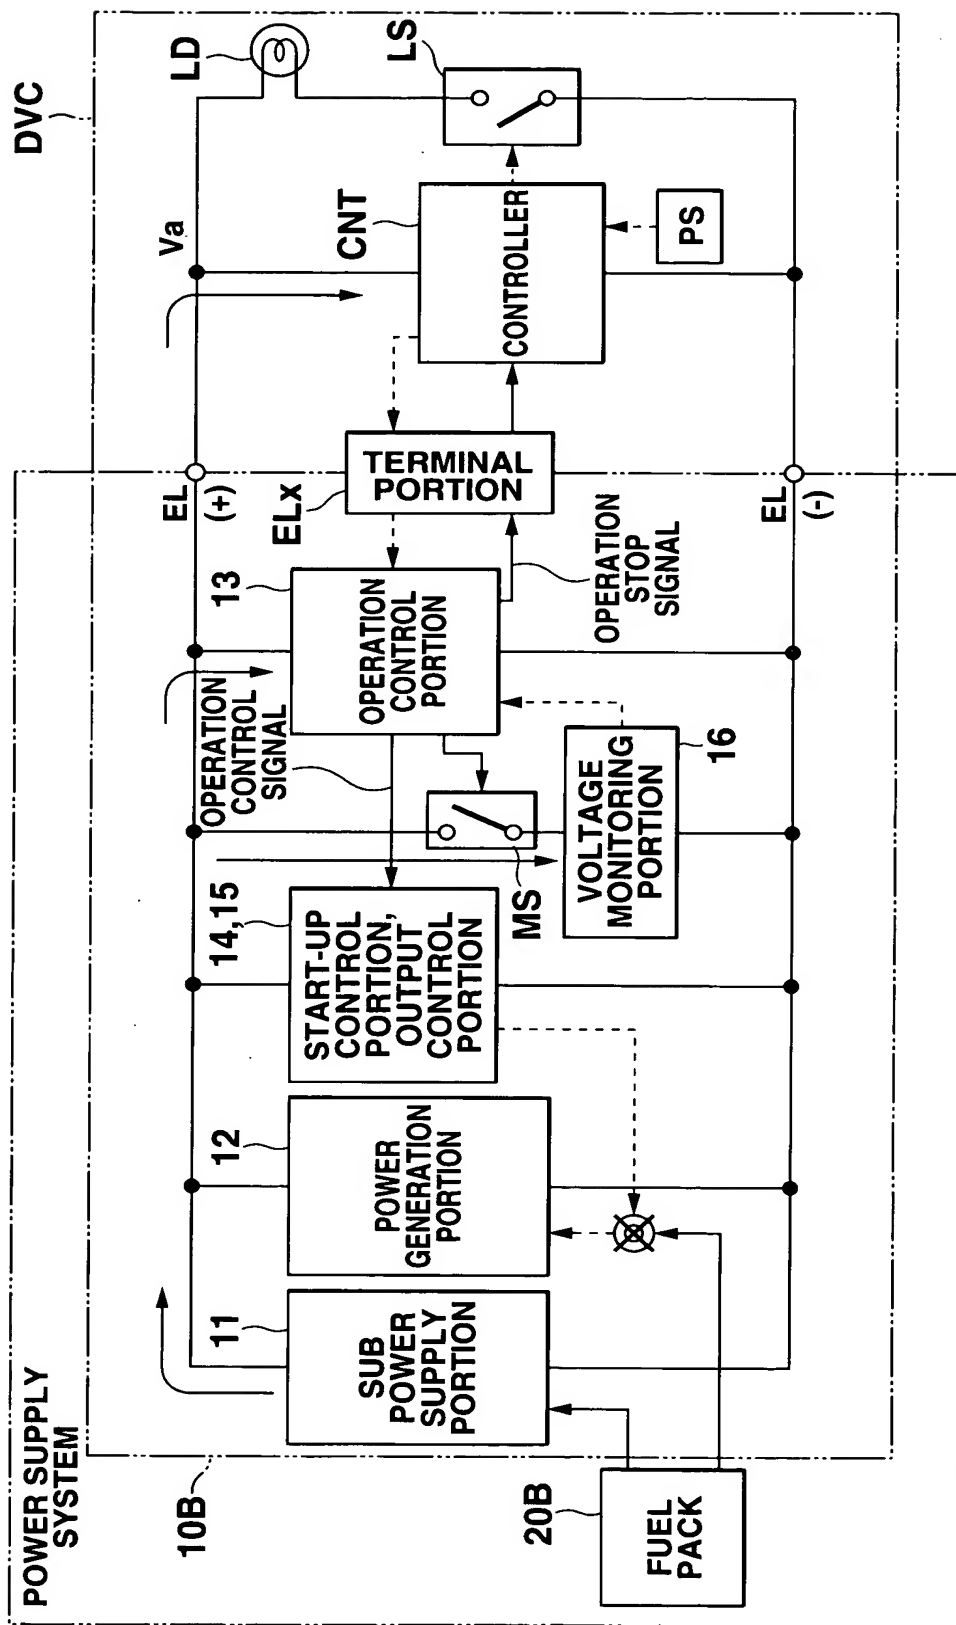 POWER SUPPLY
SYSTEM
DVC
10B
11
SUB
POWER
SUPPLY
PORTION
12
POWER
GENERATION
PORTION
14,15
START-UP
CONTROL
PORTION,
OUTPUT
CONTROL
PORTION
OPERATION
CONTROL
SIGNAL
MS
13
OPERATION
CONTROL
PORTION
VOLTAGE
MONITORING
PORTION
16
OPERATION
STOP
SIGNAL
ELx
TERMINAL
PORTION
EL
(+)
EL
(-)
Va
CNT
CONTROLLER
PS
LD
LS
20B
FUEL
PACK